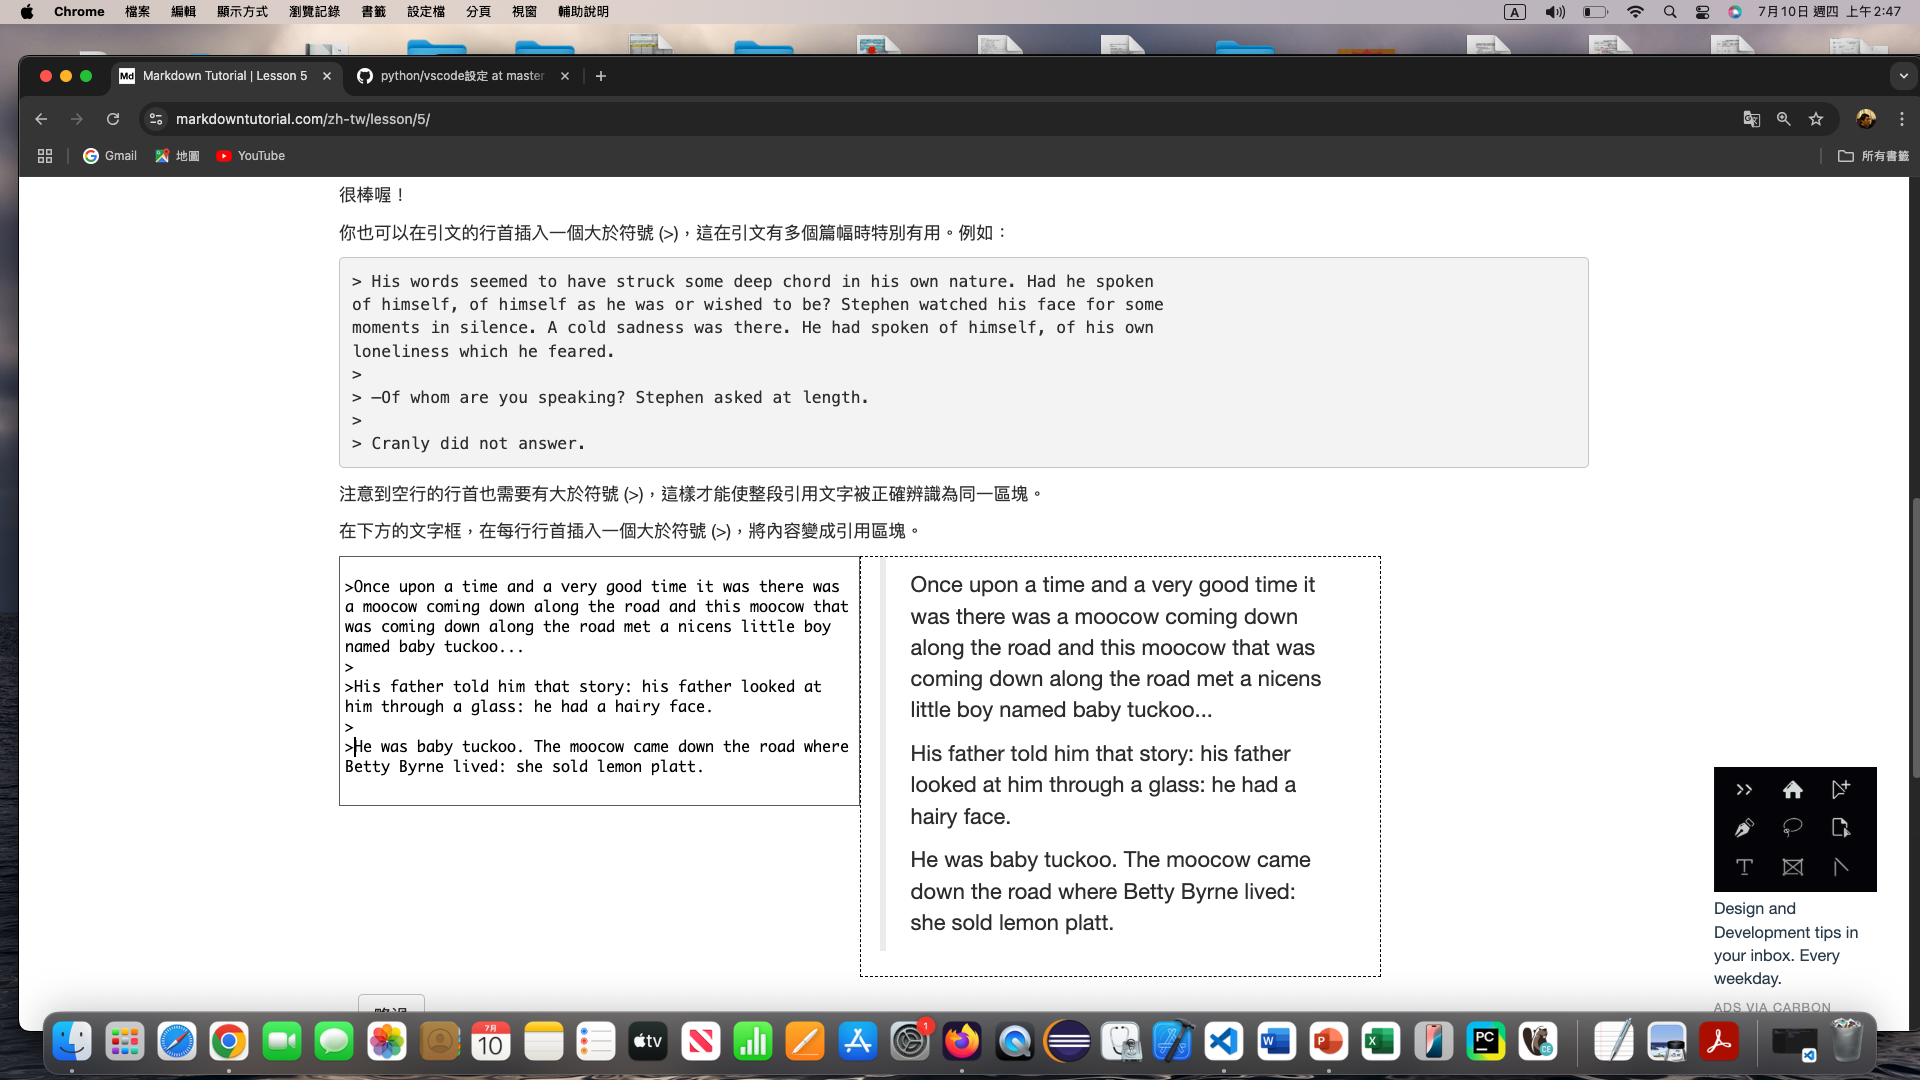 Chrome 檔案 編輯 顯示方式 瀏覽記錄 書籤 設定檔 分頁 視窗 輔助說明 A 7月10日 週四 上午2:47
Md Markdown Tutorial | Lesson 5 python/vscode設定 at master
markdowntutorial.com/zh-tw/lesson/5/
Gmail 地圖 YouTube 所有書籤
很棒喔！
你也可以在引文的行首插入一個大於符號 (>)，這在引文有多個篇幅時特別有用。例如：
> His words seemed to have struck some deep chord in his own nature. Had he spoken
of himself, of himself as he was or wished to be? Stephen watched his face for some
moments in silence. A cold sadness was there. He had spoken of himself, of his own
loneliness which he feared.
>
> —Of whom are you speaking? Stephen asked at length.
>
> Cranly did not answer.
注意到空行的行首也需要有大於符號 (>)，這樣才能使整段引用文字被正確辨識為同一區塊。
在下方的文字框，在每行行首插入一個大於符號 (>)，將內容變成引用區塊。
>Once upon a time and a very good time it was there was
a moocow coming down along the road and this moocow that
was coming down along the road met a nicens little boy
named baby tuckoo...
>
>His father told him that story: his father looked at
him through a glass: he had a hairy face.
>
>He was baby tuckoo. The moocow came down the road where
Betty Byrne lived: she sold lemon platt.
Once upon a time and a very good time it
was there was a moocow coming down
along the road and this moocow that was
coming down along the road met a nicens
little boy named baby tuckoo...
His father told him that story: his father
looked at him through a glass: he had a
hairy face.
He was baby tuckoo. The moocow came
down the road where Betty Byrne lived:
she sold lemon platt.
Design and
Development tips in
your inbox. Every
weekday.
ADS VIA CARBON
略過
7月
10
tv
1
W
P
X
PC
CE